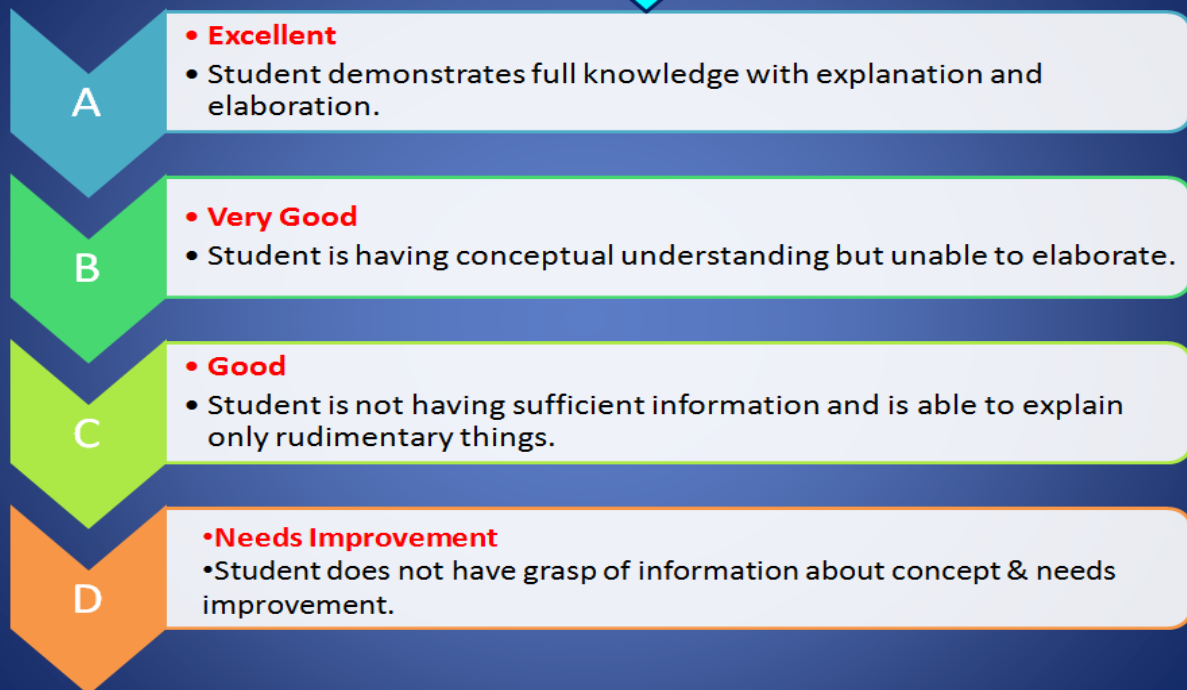 A
• Excellent
• Student demonstrates full knowledge with explanation and
elaboration.
B
• Very Good
• Student is having conceptual understanding but unable to elaborate.
C
• Good
• Student is not having sufficient information and is able to explain
only rudimentary things.
D
•Needs Improvement
•Student does not have grasp of information about concept & needs
improvement.